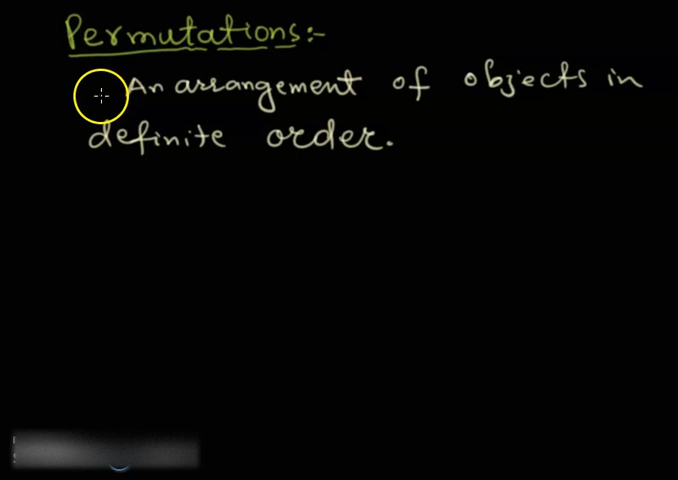 Permutations:-
An arrangement of objects in
definite order.